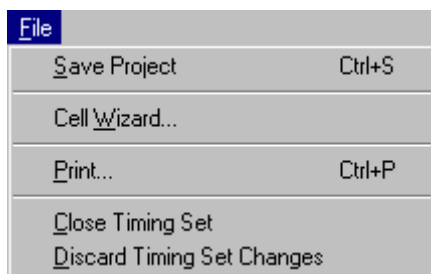 File
Save Project Ctrl+S
Cell Wizard...
Print... Ctrl+P
Close Timing Set
Discard Timing Set Changes